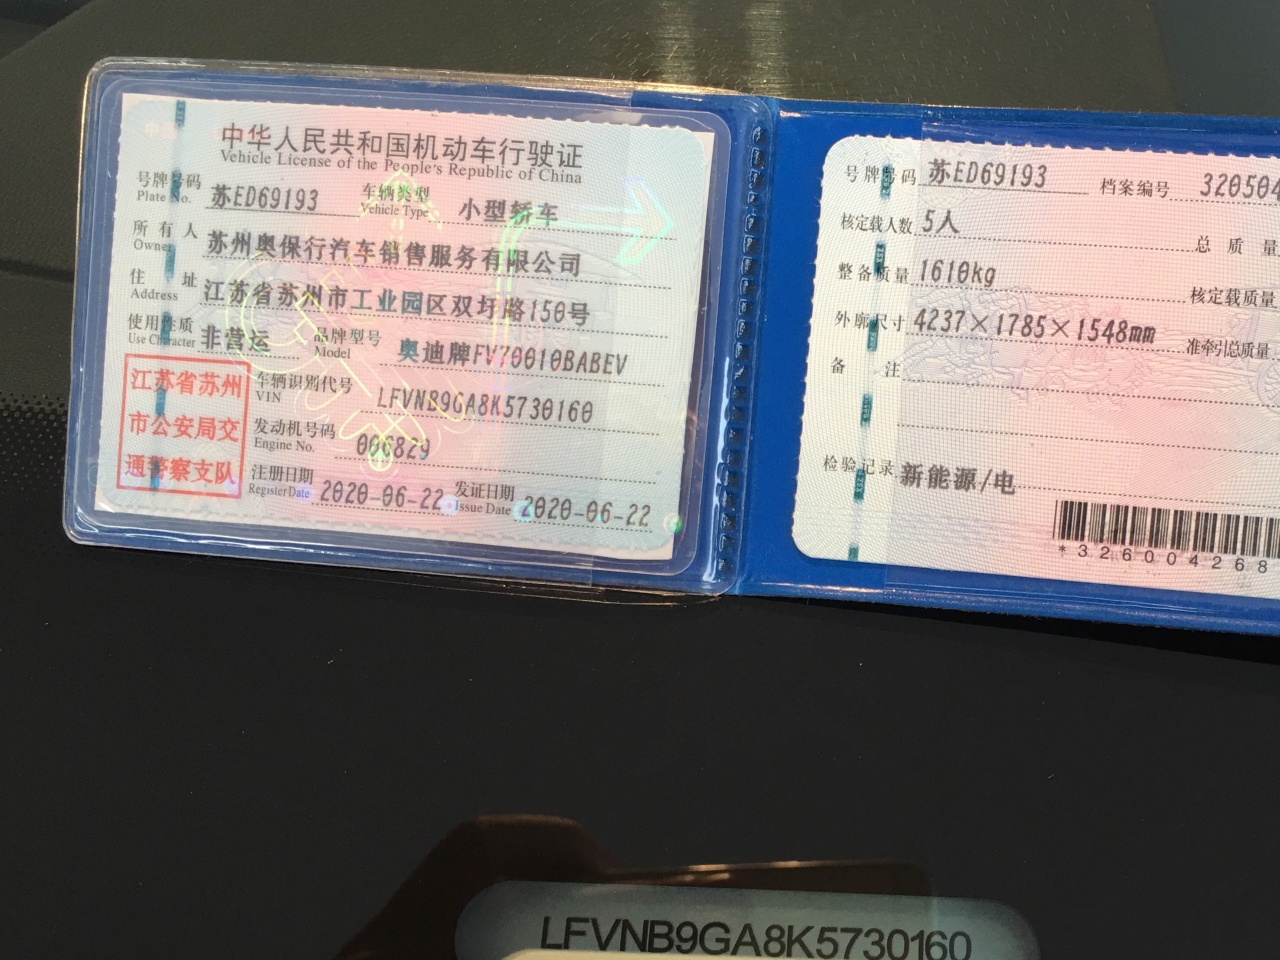 中华人民共和国机动车行驶证
Vehicle License of the People's Republic of China
号牌号码 Plate No. 苏ED69193 车辆类型 Vehicle Type 小型轿车
所有人 Owner 苏州奥保行汽车销售服务有限公司
住址 Address 江苏省苏州市工业园区双圩路150号
使用性质 Use Character 非营运 品牌型号 Model 奥迪牌FV70010BABEV
江苏省苏州
市公安局交
通警察支队
车辆识别代号 VIN LFVNB9GA8K5730160
发动机号码 Engine No. 006829
注册日期 Register Date 2020-06-22 发证日期 Issue Date 2020-06-22
号牌号码 苏ED69193 档案编号 320504
核定载人数 5人 总质量
整备质量 1610kg 核定载质量
外廓尺寸 4237×1785×1548mm 准牵引总质量
备注
检验记录 新能源/电
*326004268
LFVNB9GA8K5730160